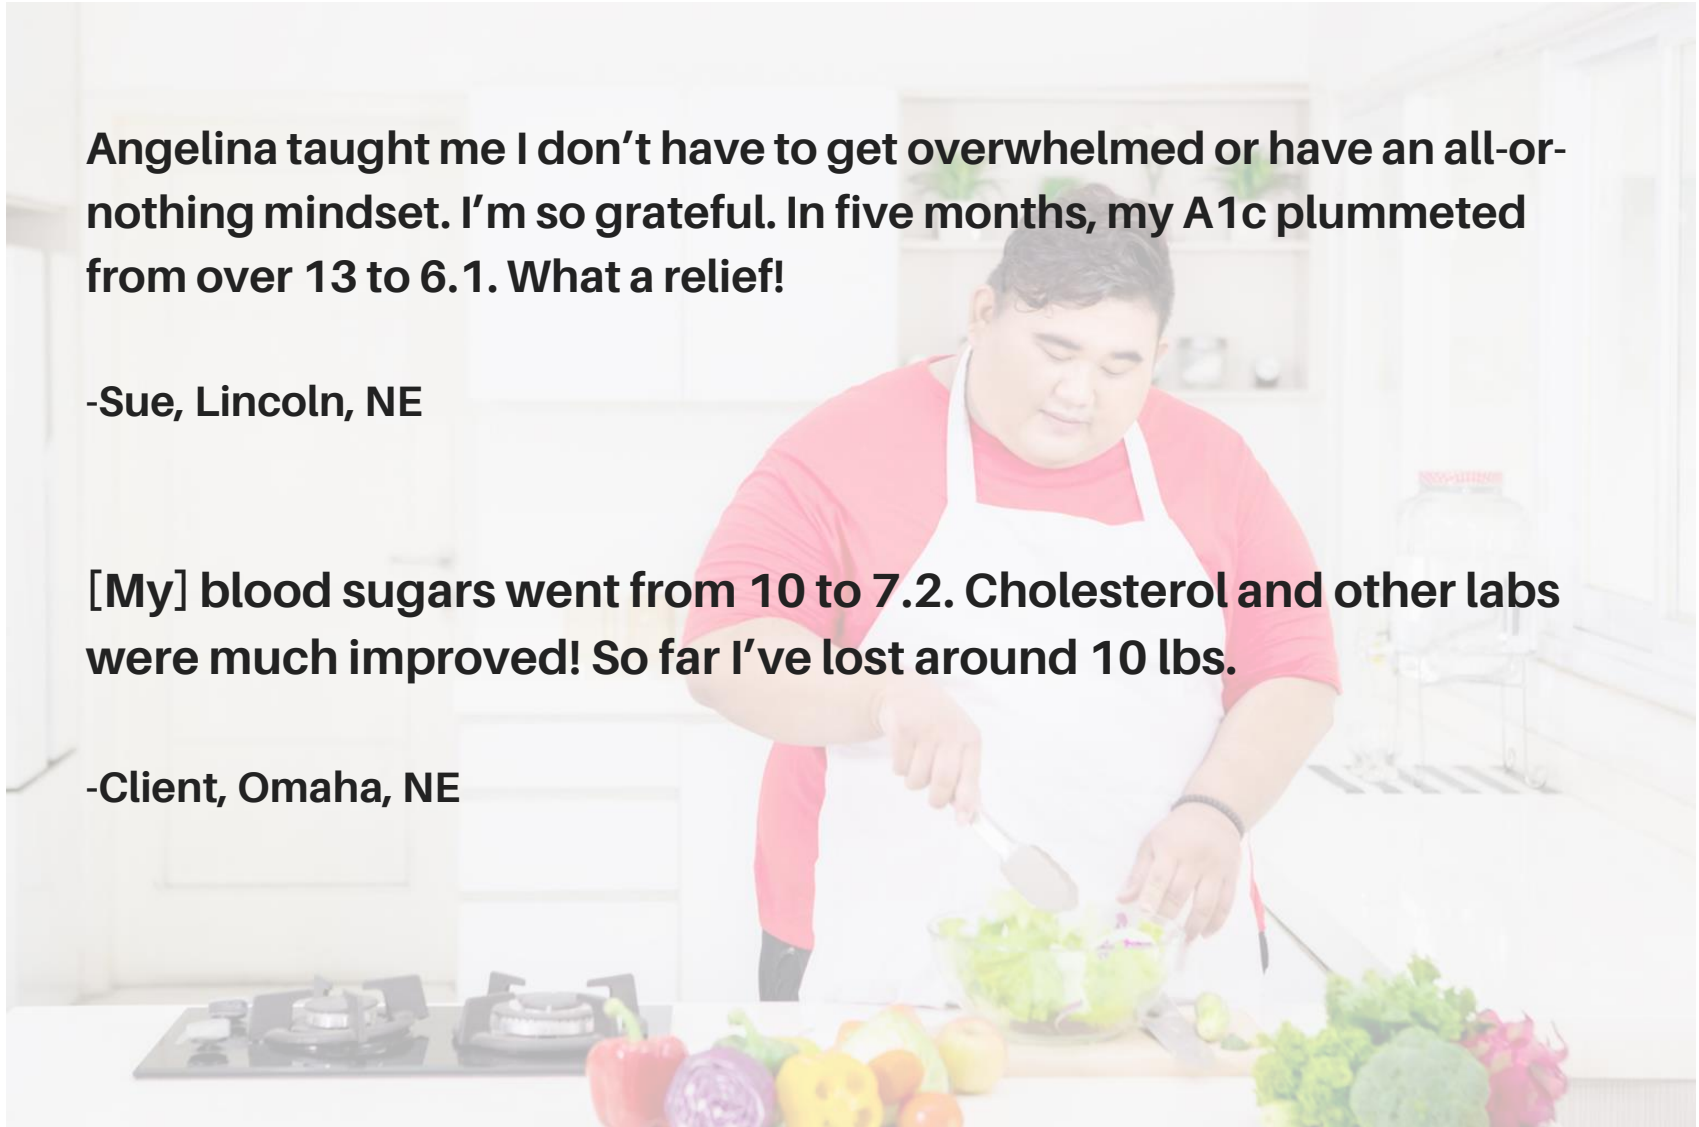 Angelina taught me I don’t have to get overwhelmed or have an all-or-
nothing mindset. I’m so grateful. In five months, my A1c plummeted
from over 13 to 6.1. What a relief!
-Sue, Lincoln, NE
[My] blood sugars went from 10 to 7.2. Cholesterol and other labs
were much improved! So far I’ve lost around 10 lbs.
-Client, Omaha, NE